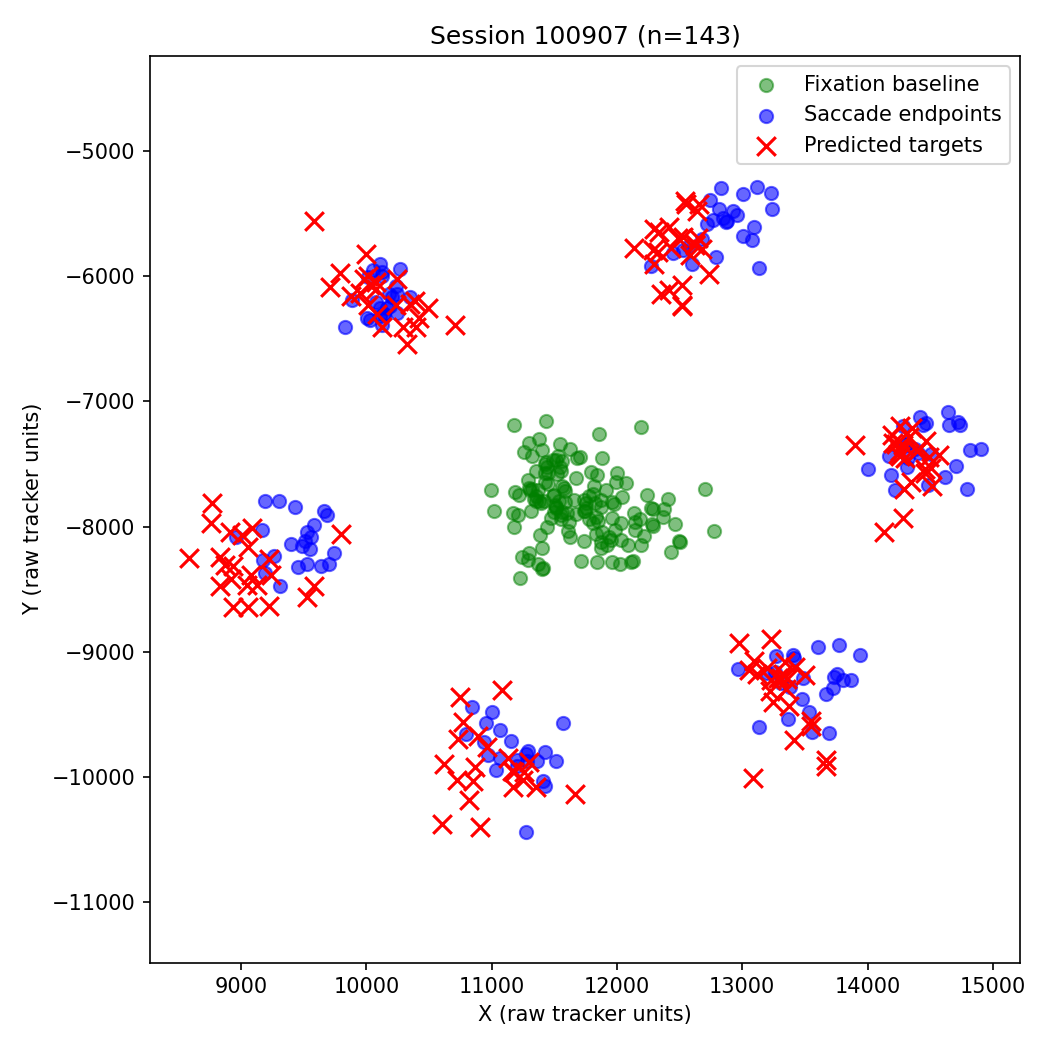 Session 100907 (n=143)
Fixation baseline
Saccade endpoints
Predicted targets
−5000
−6000
−7000
−8000
−9000
−10000
−11000
Y (raw tracker units)
9000 10000 11000 12000 13000 14000 15000
X (raw tracker units)